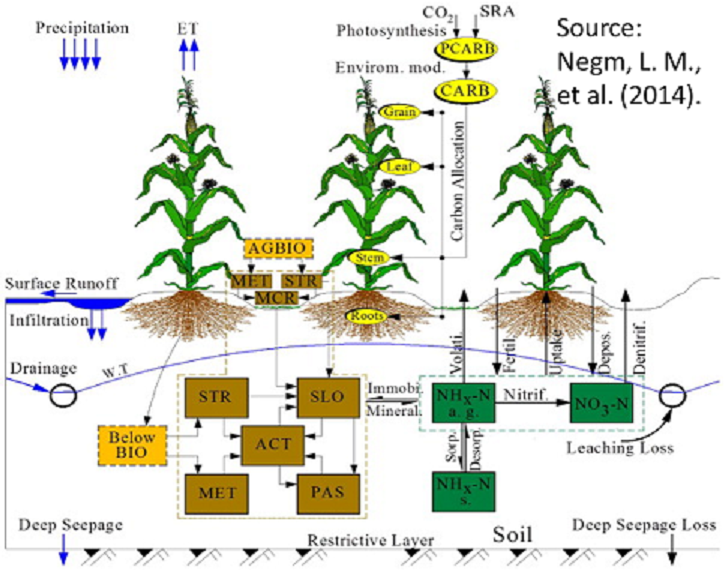 Precipitation
ET
CO2
SRA
Photosynthesis
PCARB
Environ. mod.
CARB
Source:
Negm, L. M.,
et al. (2014).
Grain
Leaf
Carbon Allocation
Stem
AGBIO
MET
STR
MCR
Surface Runoff
Infiltration
Roots
Volati.
Fertil.
Uptake
Depos.
Denitrif.
Drainage
W.T
STR
SLO
Immobi
Mineral.
NHx-N
a. g.
Nitrif.
NO3-N
Below
BIO
ACT
Sorp.
Desorp.
Leaching Loss
MET
PAS
NHx-N
s.
Deep Seepage
Restrictive Layer
Soil
Deep Seepage Loss